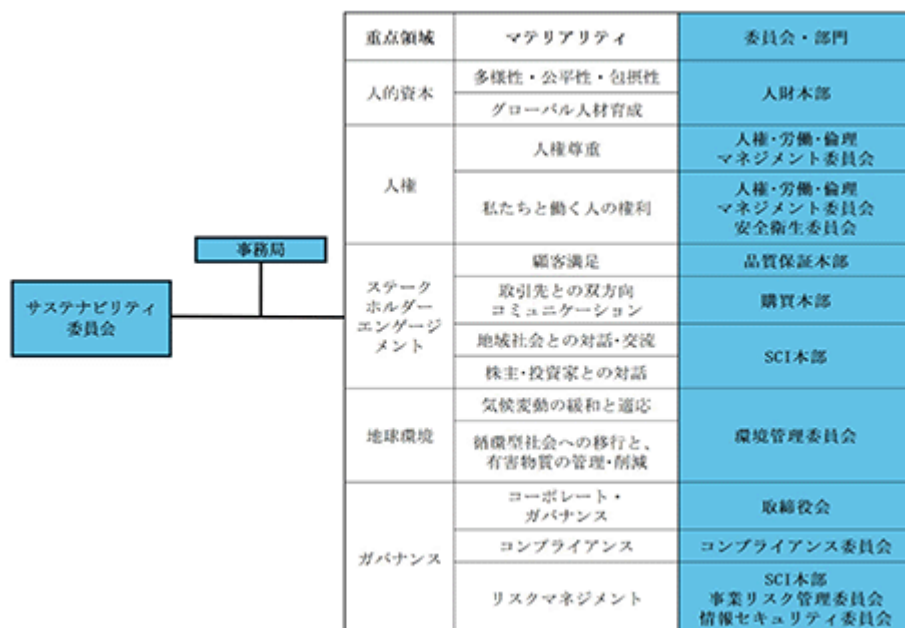 重点領域
マテリアリティ
委員会・部門
人的資本
多様性・公平性・包摂性
グローバル人材育成
人財本部
人権
人権尊重
人権・労働・倫理
マネジメント委員会
私たちと働く人の権利
人権・労働・倫理
マネジメント委員会
安全衛生委員会
事務局
サステナビリティ
委員会
ステーク
ホルダー
エンゲージ
メント
顧客満足
品質保証本部
取引先との双方向
コミュニケーション
購買本部
地域社会との対話・交流
株主・投資家との対話
SCI本部
地球環境
気候変動の緩和と適応
循環型社会への移行と、
有害物質の管理・削減
環境管理委員会
ガバナンス
コーポレート・
ガバナンス
取締役会
コンプライアンス
コンプライアンス委員会
リスクマネジメント
SCI本部
事業リスク管理委員会
情報セキュリティ委員会